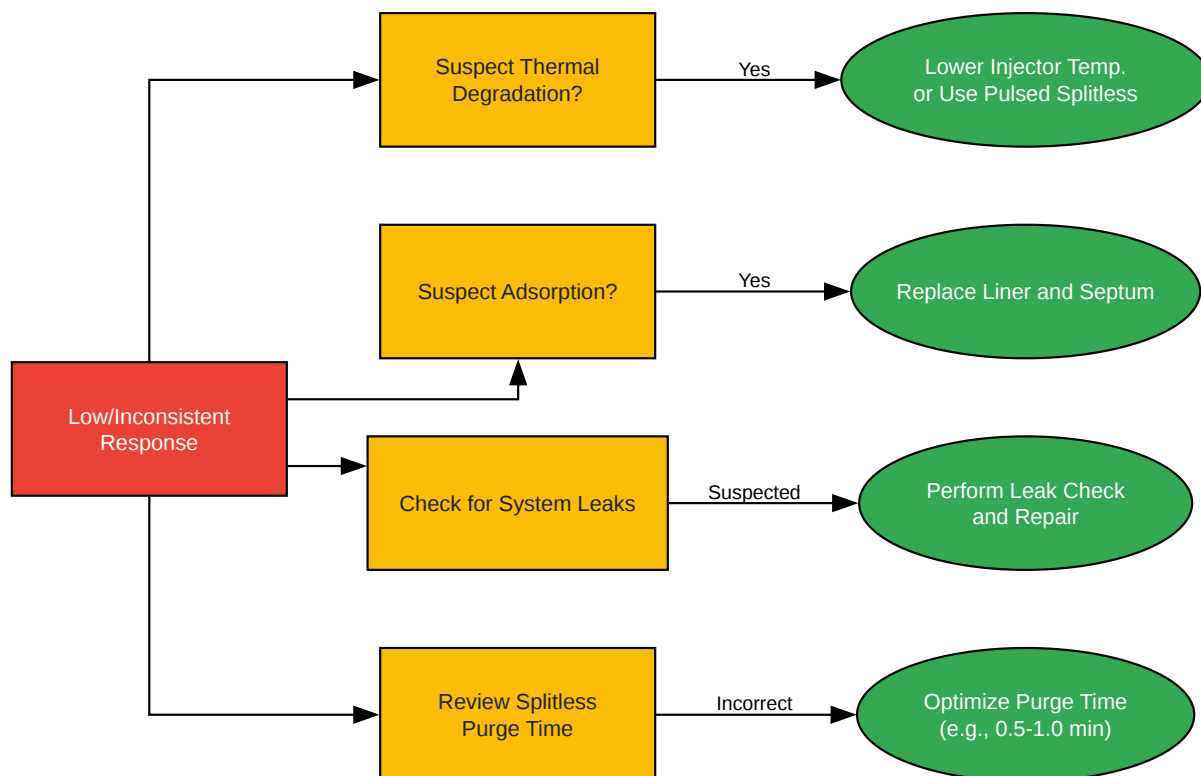 Suspect Thermal
Degradation?
Yes
Lower Injector Temp.
or Use Pulsed Splitless
Suspect Adsorption?
Yes
Replace Liner and Septum
Low/Inconsistent
Response
Check for System Leaks
Suspected
Perform Leak Check
and Repair
Review Splitless
Purge Time
Incorrect
Optimize Purge Time
(e.g., 0.5-1.0 min)